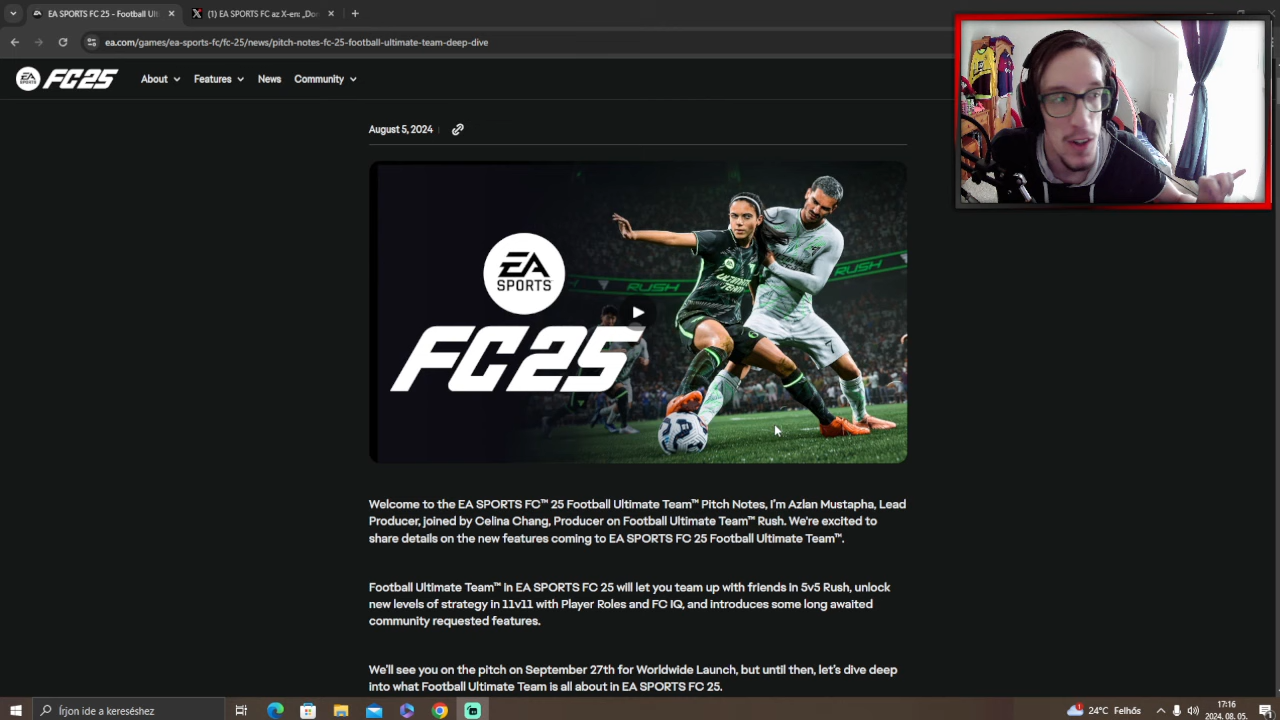 EA SPORTS FC 25 - Football Ult
(1) EA SPORTS FC az X-en: „Dor
ea.com/games/ea-sports-fc/fc-25/news/pitch-notes-fc-25-football-ultimate-team-deep-dive
EA SPORTS FC25
About
Features
News
Community
August 5, 2024
RUSH
RUSH
EA
SPORTS
ULTIMATE
TEAM
7
FC25
Welcome to the EA SPORTS FC™ 25 Football Ultimate Team™ Pitch Notes, I'm Azlan Mustapha, Lead
Producer, joined by Celina Chang, Producer on Football Ultimate Team™ Rush. We're excited to
share details on the new features coming to EA SPORTS FC 25 Football Ultimate Team™.
Football Ultimate Team™ in EA SPORTS FC 25 will let you team up with friends in 5v5 Rush, unlock
new levels of strategy in 11v11 with Player Roles and FC IQ, and introduces some long awaited
community requested features.
We'll see you on the pitch on September 27th for Worldwide Launch, but until then, let's dive deep
into what Football Ultimate Team is all about in EA SPORTS FC 25.
Írjon ide a kereséshez
24°C Felhős
17:16
2024. 08. 05.